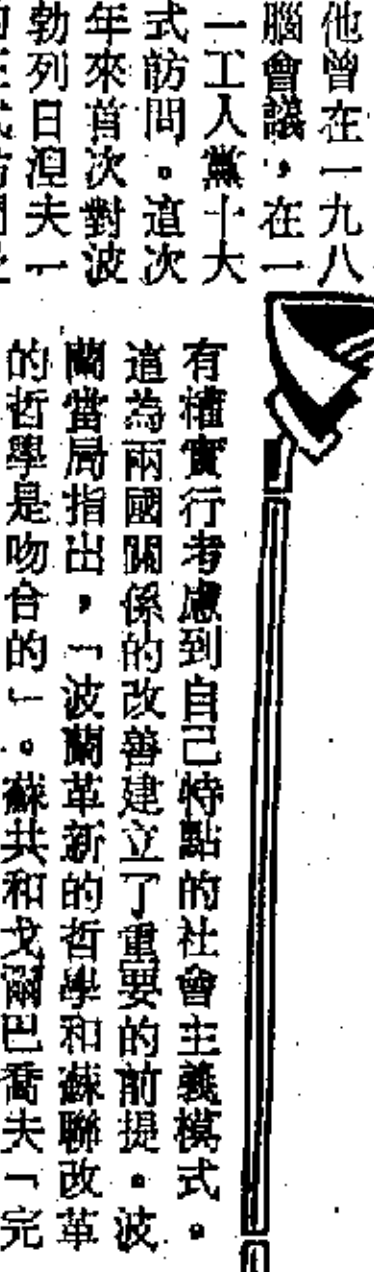 他曾在一九八
腦會議，在一
一工人黨十大
式訪問。這次
年來首次對波
勃列日涅夫一
有權實行考慮到自己特點的社會主義模式。
這為兩國關係的改善建立了重要的前提。波
蘭當局指出，「波蘭革新的哲學和蘇聯改革
的哲學是吻合的」。蘇共和戈爾巴喬夫「完